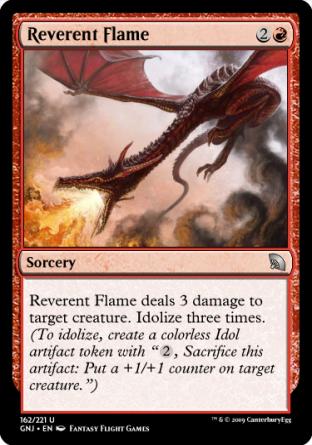 Reverent Flame 2
Sorcery
Reverent Flame deals 3 damage to
target creature. Idolize three times.
(To idolize, create a colorless Idol
artifact token with “2, Sacrifice this
artifact: Put a +1/+1 counter on target
creature.”)
162/221 U
GNJ • EN Fantasy Flight Games
™ & © 2019 CanterburyEgg